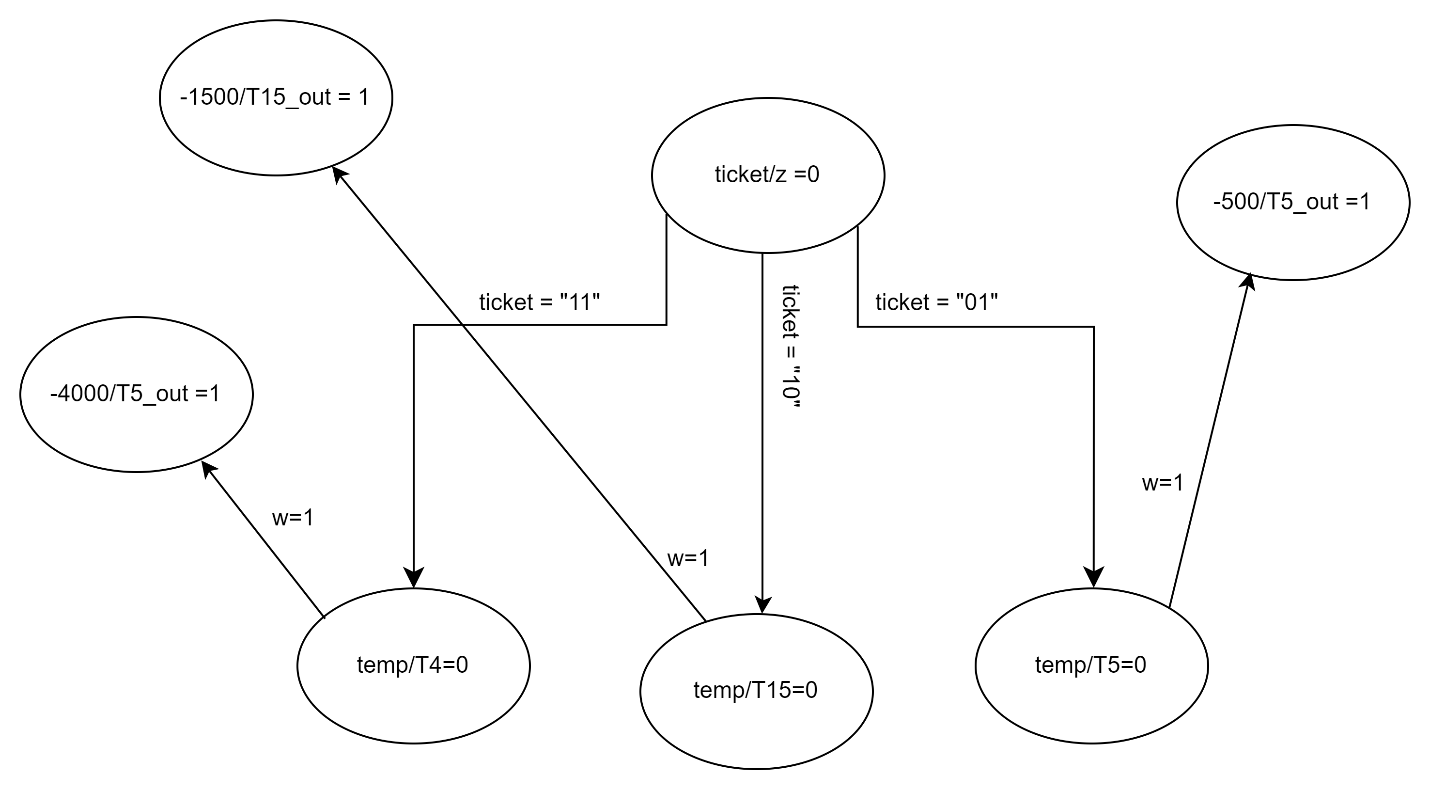 -1500/T15_out = 1
ticket/z =0
-500/T5_out =1
ticket = "11"
ticket = "10"
ticket = "01"
-4000/T5_out =1
w=1
w=1
w=1
temp/T4=0
temp/T15=0
temp/T5=0